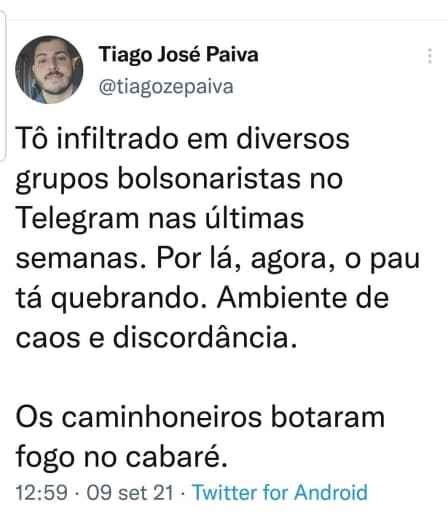 Tiago José Paiva
@tiagozepaiva
Tô infiltrado em diversos
grupos bolsonaristas no
Telegram nas últimas
semanas. Por lá, agora, o pau
tá quebrando. Ambiente de
caos e discordância.
Os caminhoneiros botaram
fogo no cabaré.
12:59 · 09 set 21 · Twitter for Android